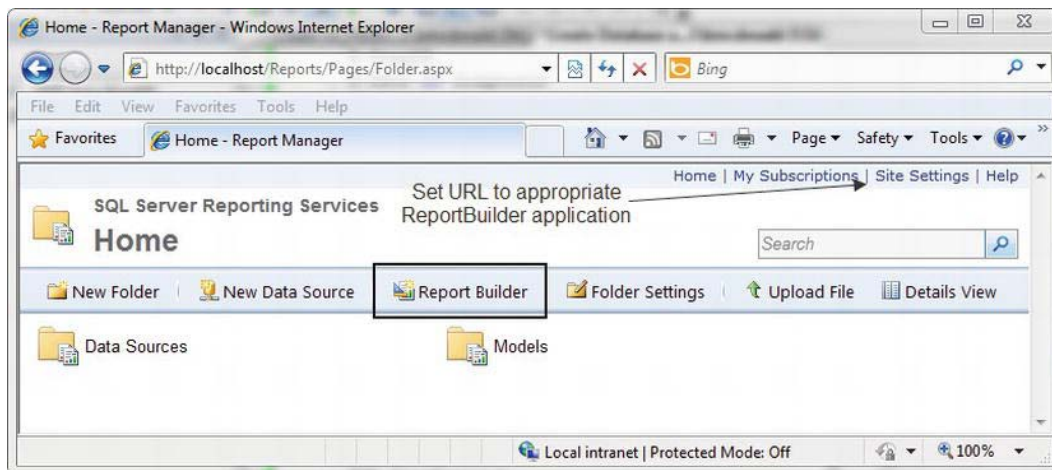 Home - Report Manager - Windows Internet Explorer
http://localhost/Reports/Pages/Folder.aspx
Bing
File Edit View Favorites Tools Help
Favorites
Home - Report Manager
Page Safety Tools
Home | My Subscriptions | Site Settings | Help
Set URL to appropriate
ReportBuilder application
SQL Server Reporting Services
Home
Search
New Folder
New Data Source
Report Builder
Folder Settings
Upload File
Details View
Data Sources
Models
Local intranet | Protected Mode: Off
100%